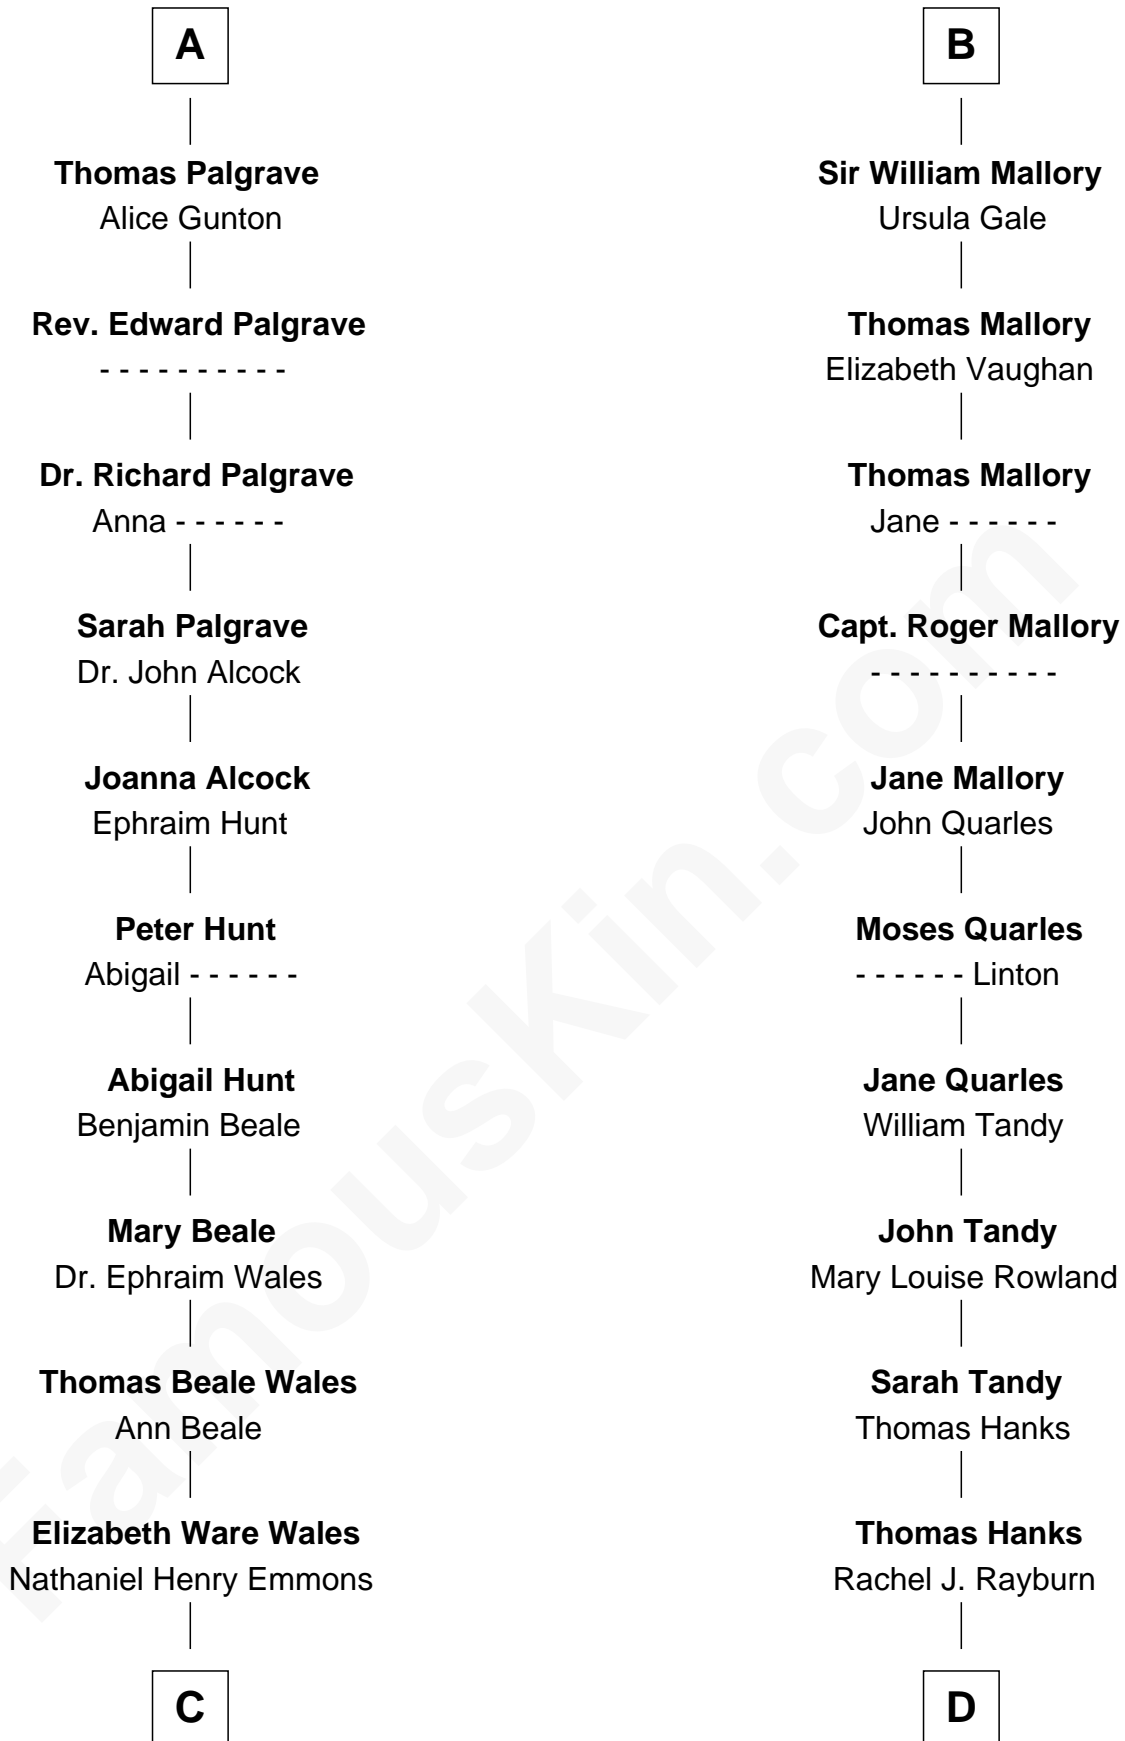 A
Thomas Palgrave
Alice Gunton
Rev. Edward Palgrave
- - - - - - - - - -
Dr. Richard Palgrave
Anna - - - - - -
Sarah Palgrave
Dr. John Alcock
Joanna Alcock
Ephraim Hunt
Peter Hunt
Abigail - - - - - -
Abigail Hunt
Benjamin Beale
Mary Beale
Dr. Ephraim Wales
Thomas Beale Wales
Ann Beale
Elizabeth Ware Wales
Nathaniel Henry Emmons
C
B
Sir William Mallory
Ursula Gale
Thomas Mallory
Elizabeth Vaughan
Thomas Mallory
Jane - - - - - -
Capt. Roger Mallory
- - - - - - - - - -
Jane Mallory
John Quarles
Moses Quarles
- - - - - - Linton
Jane Quarles
William Tandy
John Tandy
Mary Louise Rowland
Sarah Tandy
Thomas Hanks
Thomas Hanks
Rachel J. Rayburn
D
FamousKin.com